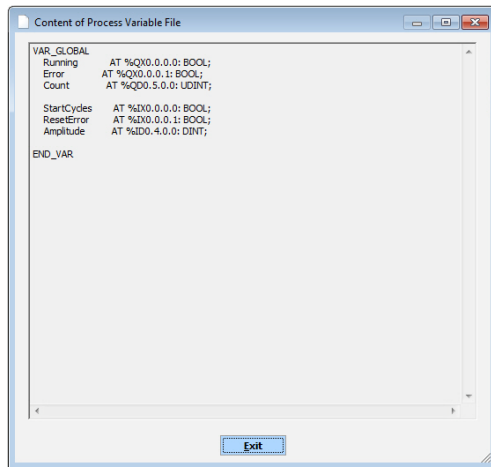 Content of Process Variable File
VAR_GLOBAL
Running AT %QX0.0.0.0: BOOL;
Error AT %QX0.0.0.1: BOOL;
Count AT %QD0.5.0.0: UDINT;
StartCycles AT %IX0.0.0.0: BOOL;
ResetError AT %IX0.0.0.1: BOOL;
Amplitude AT %ID0.4.0.0: DINT;
END_VAR
Exit